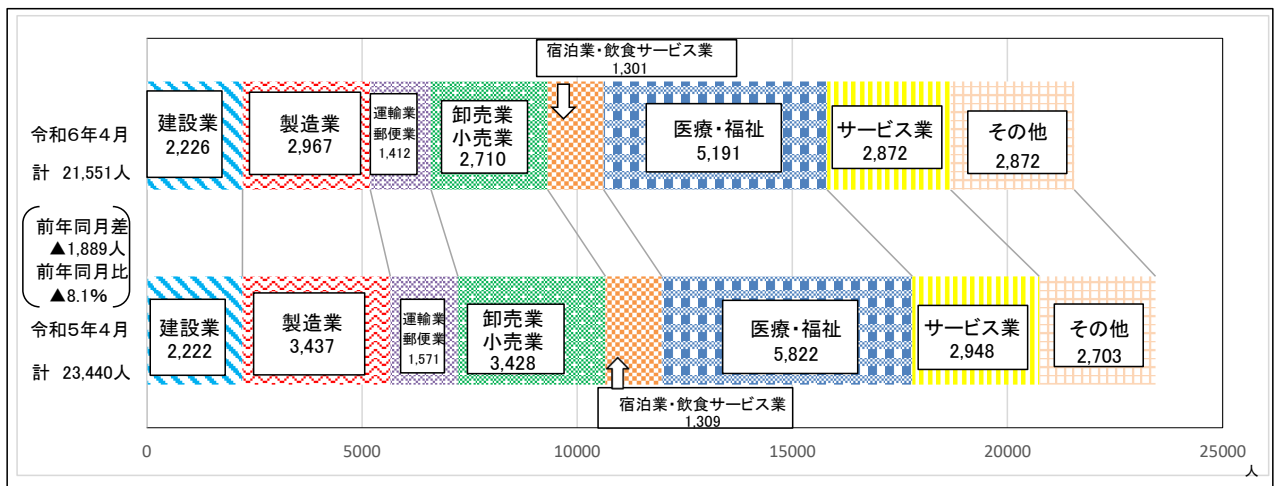 宿泊業・飲食サービス業
1,301
令和6年4月
計 21,551人
建設業
2,226
製造業
2,967
運輸業
郵便業
1,412
卸売業
小売業
2,710
医療・福祉
5,191
サービス業
2,872
その他
2,872
前年同月差
▲1,889人
前年同月比
▲8.1%
令和5年4月
計 23,440人
建設業
2,222
製造業
3,437
運輸業
郵便業
1,571
卸売業
小売業
3,428
医療・福祉
5,822
サービス業
2,948
その他
2,703
宿泊業・飲食サービス業
1,309
0 5000 10000 15000 20000 25000
人